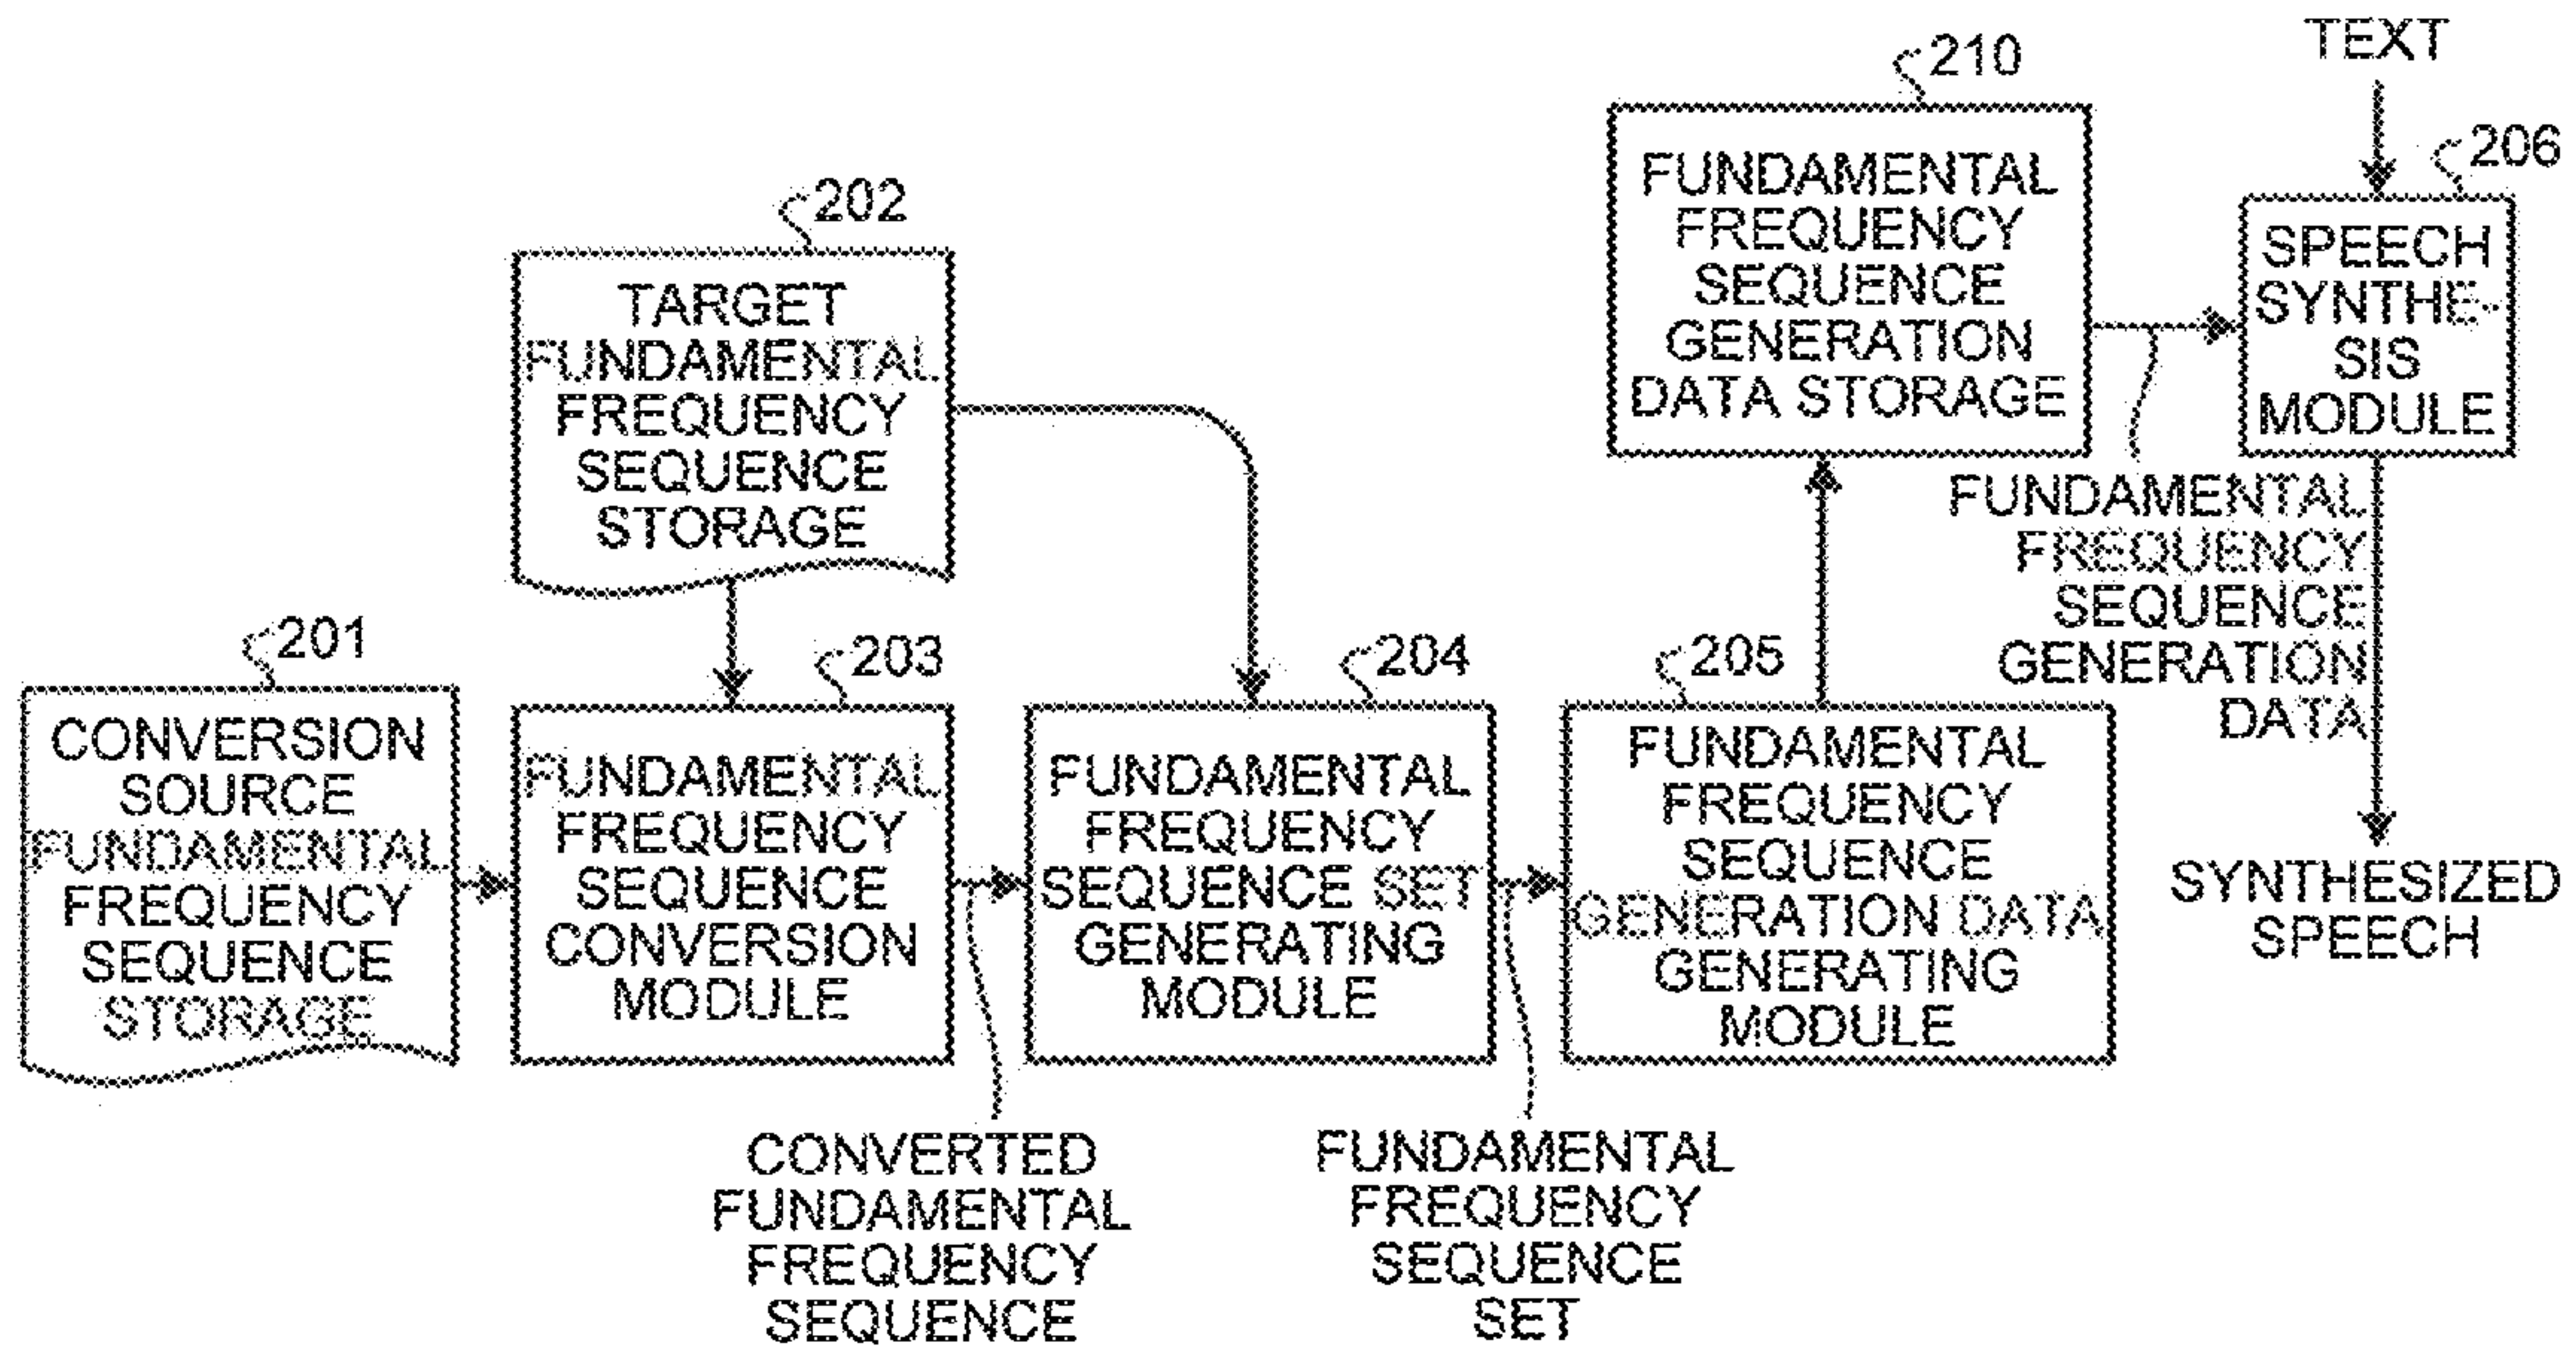 TEXT
210
206
FUNDAMENTAL
FREQUENCY
SEQUENCE
GENERATION
DATA STORAGE
SPEECH
SYNTHE-
SIS
MODULE
202
TARGET
FUNDAMENTAL
FREQUENCY
SEQUENCE
STORAGE
FUNDAMENTAL
FREQUENCY
SEQUENCE
GENERATION
DATA
201
CONVERSION
SOURCE
FUNDAMENTAL
FREQUENCY
SEQUENCE
STORAGE
203
FUNDAMENTAL
FREQUENCY
SEQUENCE
CONVERSION
MODULE
204
FUNDAMENTAL
FREQUENCY
SEQUENCE SET
GENERATING
MODULE
205
FUNDAMENTAL
FREQUENCY
SEQUENCE
GENERATION DATA
GENERATING
MODULE
SYNTHESIZED
SPEECH
CONVERTED
FUNDAMENTAL
FREQUENCY
SEQUENCE
FUNDAMENTAL
FREQUENCY
SEQUENCE
SET